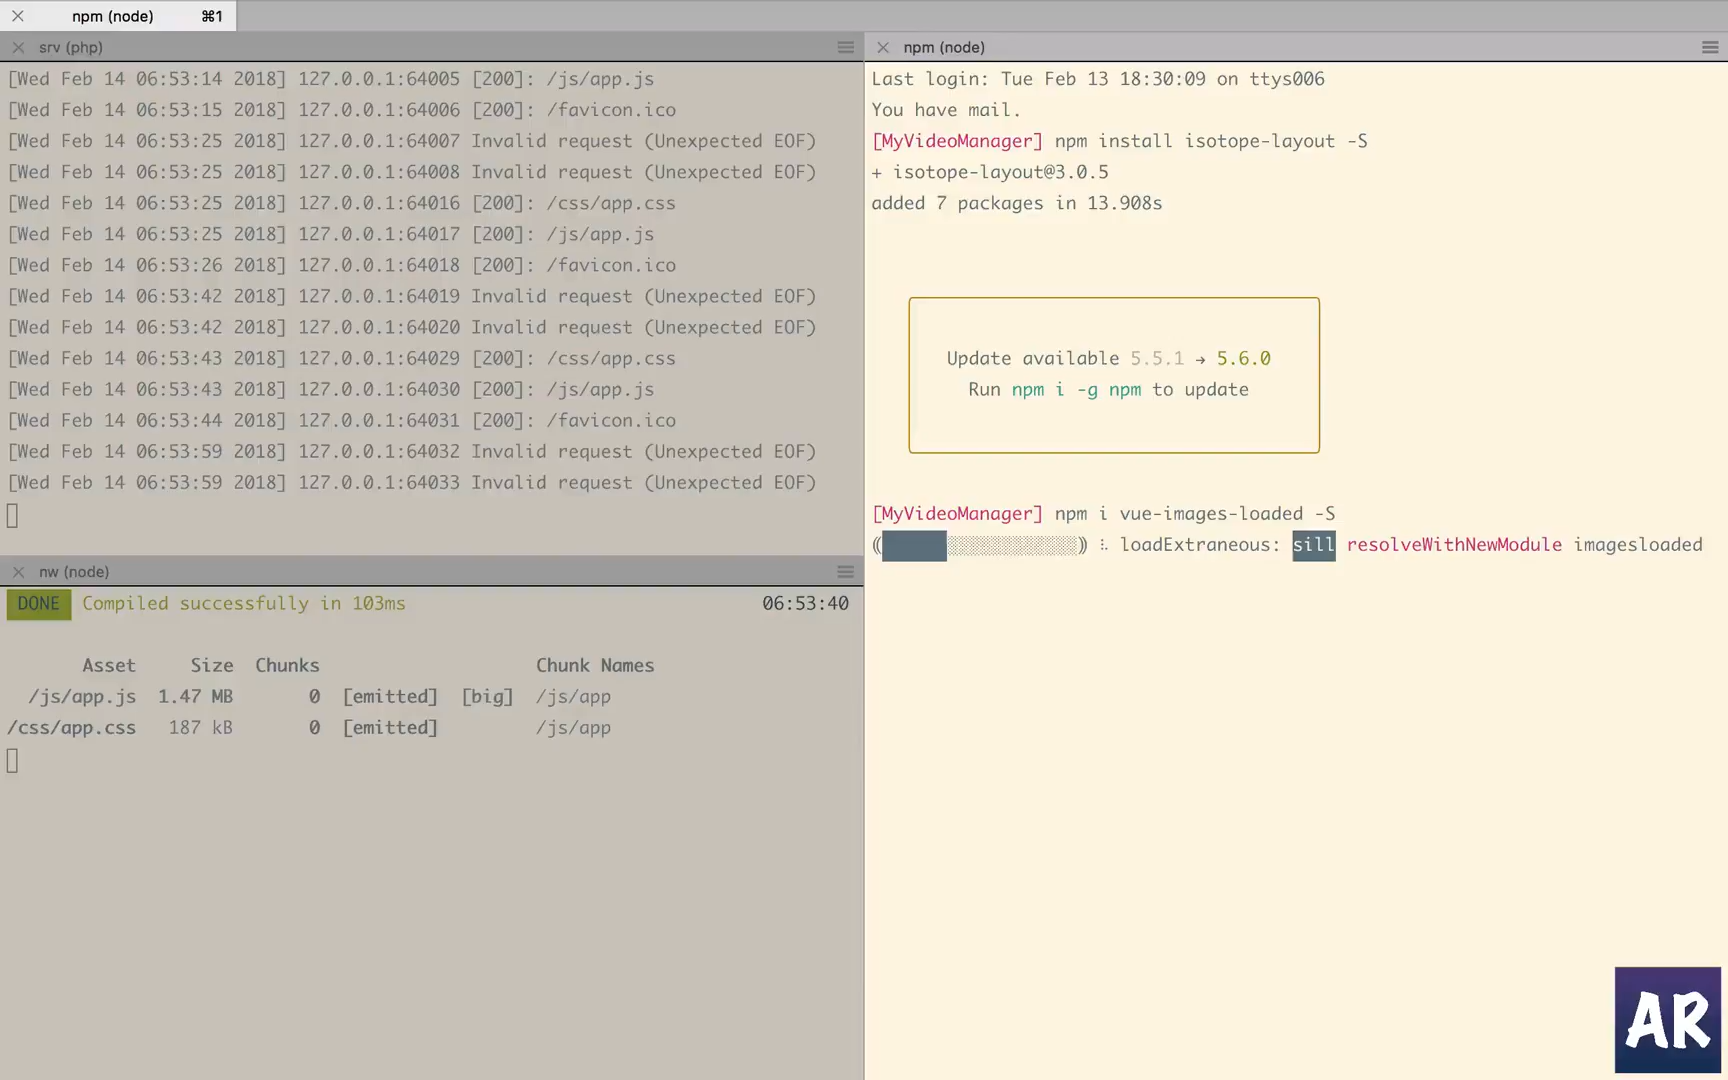 npm (node) ⌘1
srv (php)
[Wed Feb 14 06:53:14 2018] 127.0.0.1:64005 [200]: /js/app.js
[Wed Feb 14 06:53:15 2018] 127.0.0.1:64006 [200]: /favicon.ico
[Wed Feb 14 06:53:25 2018] 127.0.0.1:64007 Invalid request (Unexpected EOF)
[Wed Feb 14 06:53:25 2018] 127.0.0.1:64008 Invalid request (Unexpected EOF)
[Wed Feb 14 06:53:25 2018] 127.0.0.1:64016 [200]: /css/app.css
[Wed Feb 14 06:53:25 2018] 127.0.0.1:64017 [200]: /js/app.js
[Wed Feb 14 06:53:26 2018] 127.0.0.1:64018 [200]: /favicon.ico
[Wed Feb 14 06:53:42 2018] 127.0.0.1:64019 Invalid request (Unexpected EOF)
[Wed Feb 14 06:53:42 2018] 127.0.0.1:64020 Invalid request (Unexpected EOF)
[Wed Feb 14 06:53:43 2018] 127.0.0.1:64029 [200]: /css/app.css
[Wed Feb 14 06:53:43 2018] 127.0.0.1:64030 [200]: /js/app.js
[Wed Feb 14 06:53:44 2018] 127.0.0.1:64031 [200]: /favicon.ico
[Wed Feb 14 06:53:59 2018] 127.0.0.1:64032 Invalid request (Unexpected EOF)
[Wed Feb 14 06:53:59 2018] 127.0.0.1:64033 Invalid request (Unexpected EOF)
nw (node)
DONE Compiled successfully in 103ms 06:53:40
Asset Size Chunks Chunk Names
/js/app.js 1.47 MB 0 [emitted] [big] /js/app
/css/app.css 187 kB 0 [emitted] /js/app
npm (node)
Last login: Tue Feb 13 18:30:09 on ttys006
You have mail.
[MyVideoManager] npm install isotope-layout -S
+ isotope-layout@3.0.5
added 7 packages in 13.908s
Update available 5.5.1 → 5.6.0
Run npm i -g npm to update
[MyVideoManager] npm i vue-images-loaded -S
loadExtraneous: sill resolveWithNewModule imagesloaded
AR